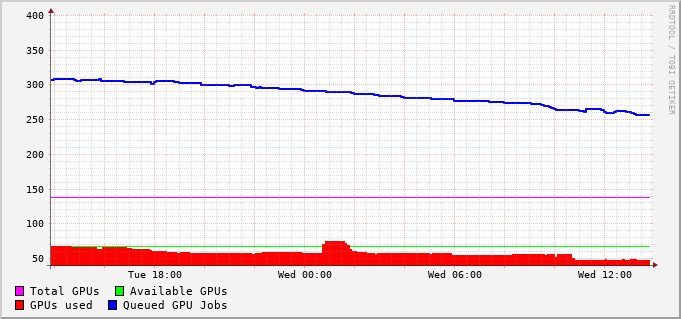 400
350
300
250
200
150
100
50
Tue 18:00 Wed 00:00 Wed 06:00 Wed 12:00
Total GPUs Available GPUs
GPUs used Queued GPU Jobs
RRDTOOL / TOBI OETIKER